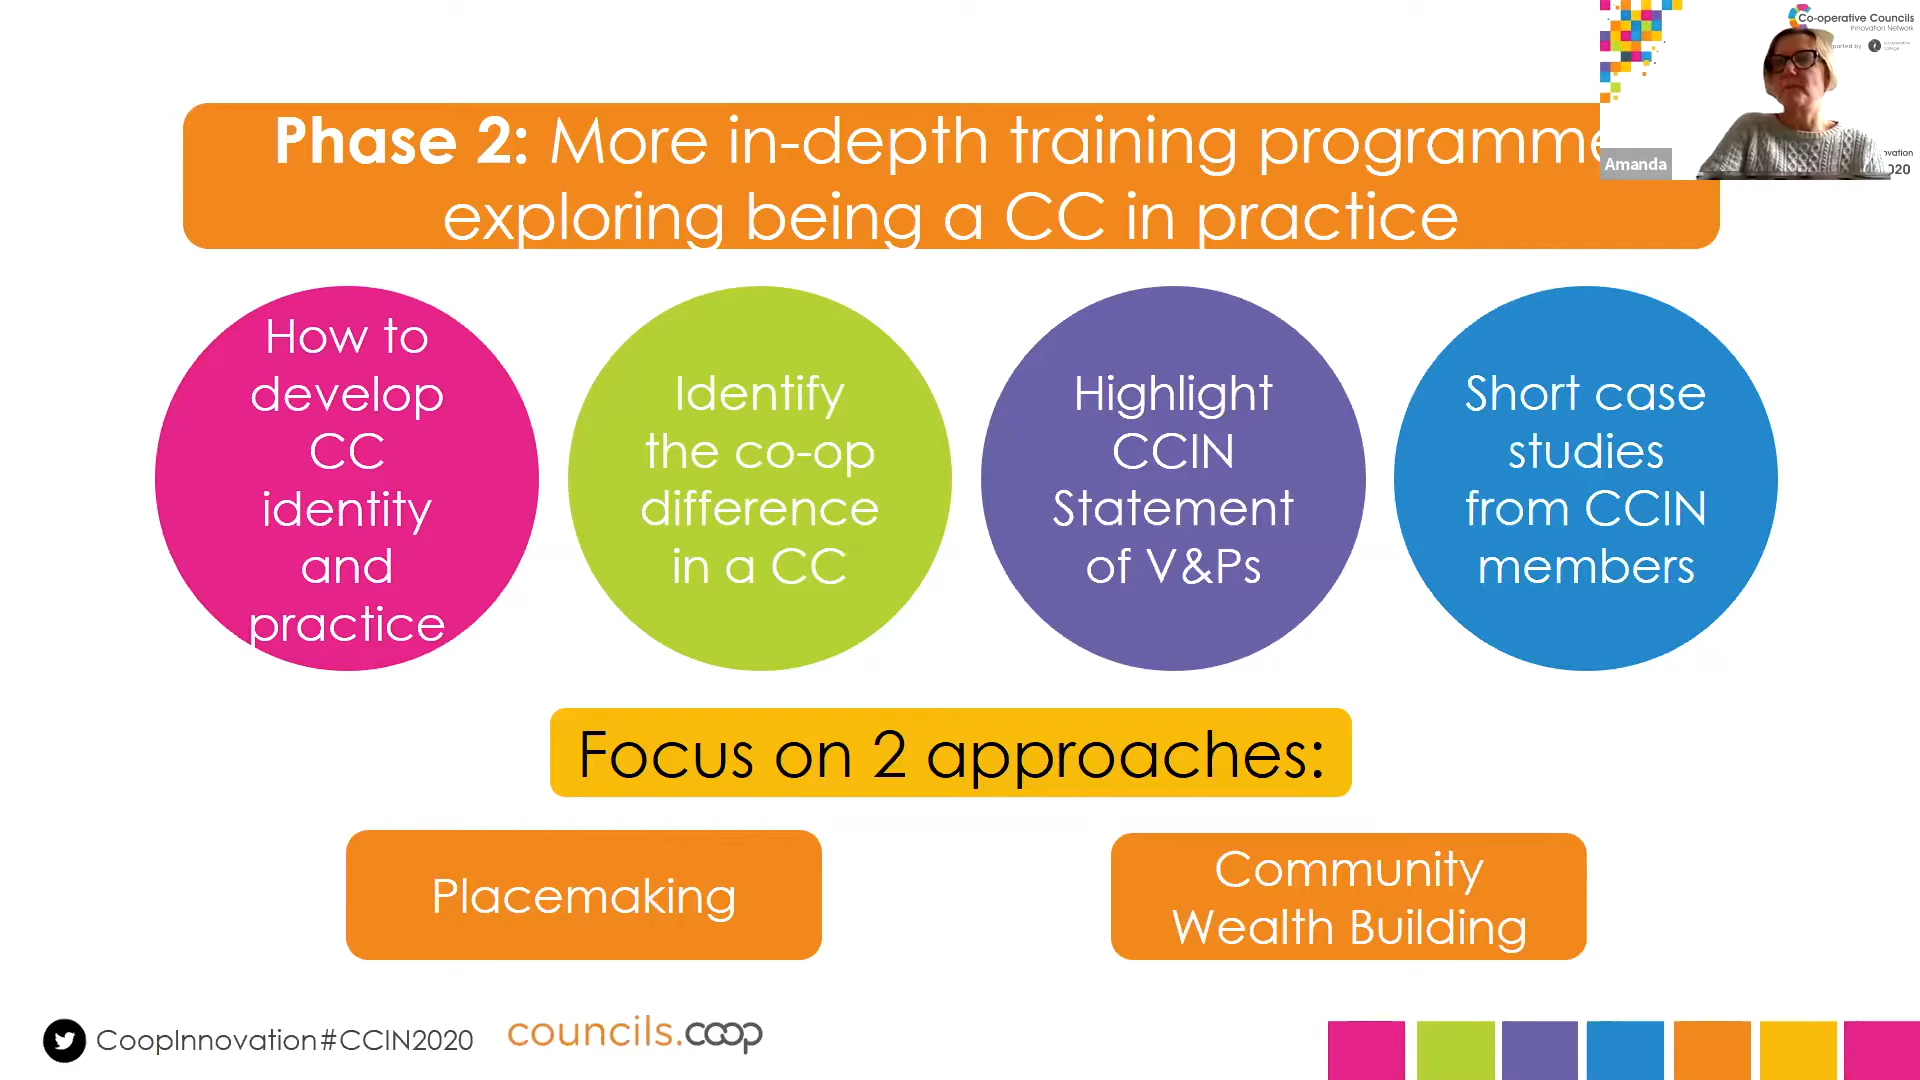 Co-operative Councils
Innovation Network
Phase 2: More in-depth training programme
Amanda
exploring being a CC in practice
How to
develop
CC
identity
and
practice
Identify
the co-op
difference
in a CC
Highlight
CCIN
Statement
of V&Ps
Short case
studies
from CCIN
members
Focus on 2 approaches:
Placemaking
Community
Wealth Building
CoopInnovation#CCIN2020
councils.coop